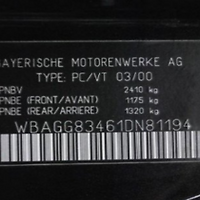 BAYERISCHE MOTORENWERKE AG
TYPE: PC/VT 03/00
PNBV 2410 kg
PNBE (FRONT/AVANT) 1175 kg
PNBE (REAR/ARRIERE) 1320 kg
WBAGG83461DN81194